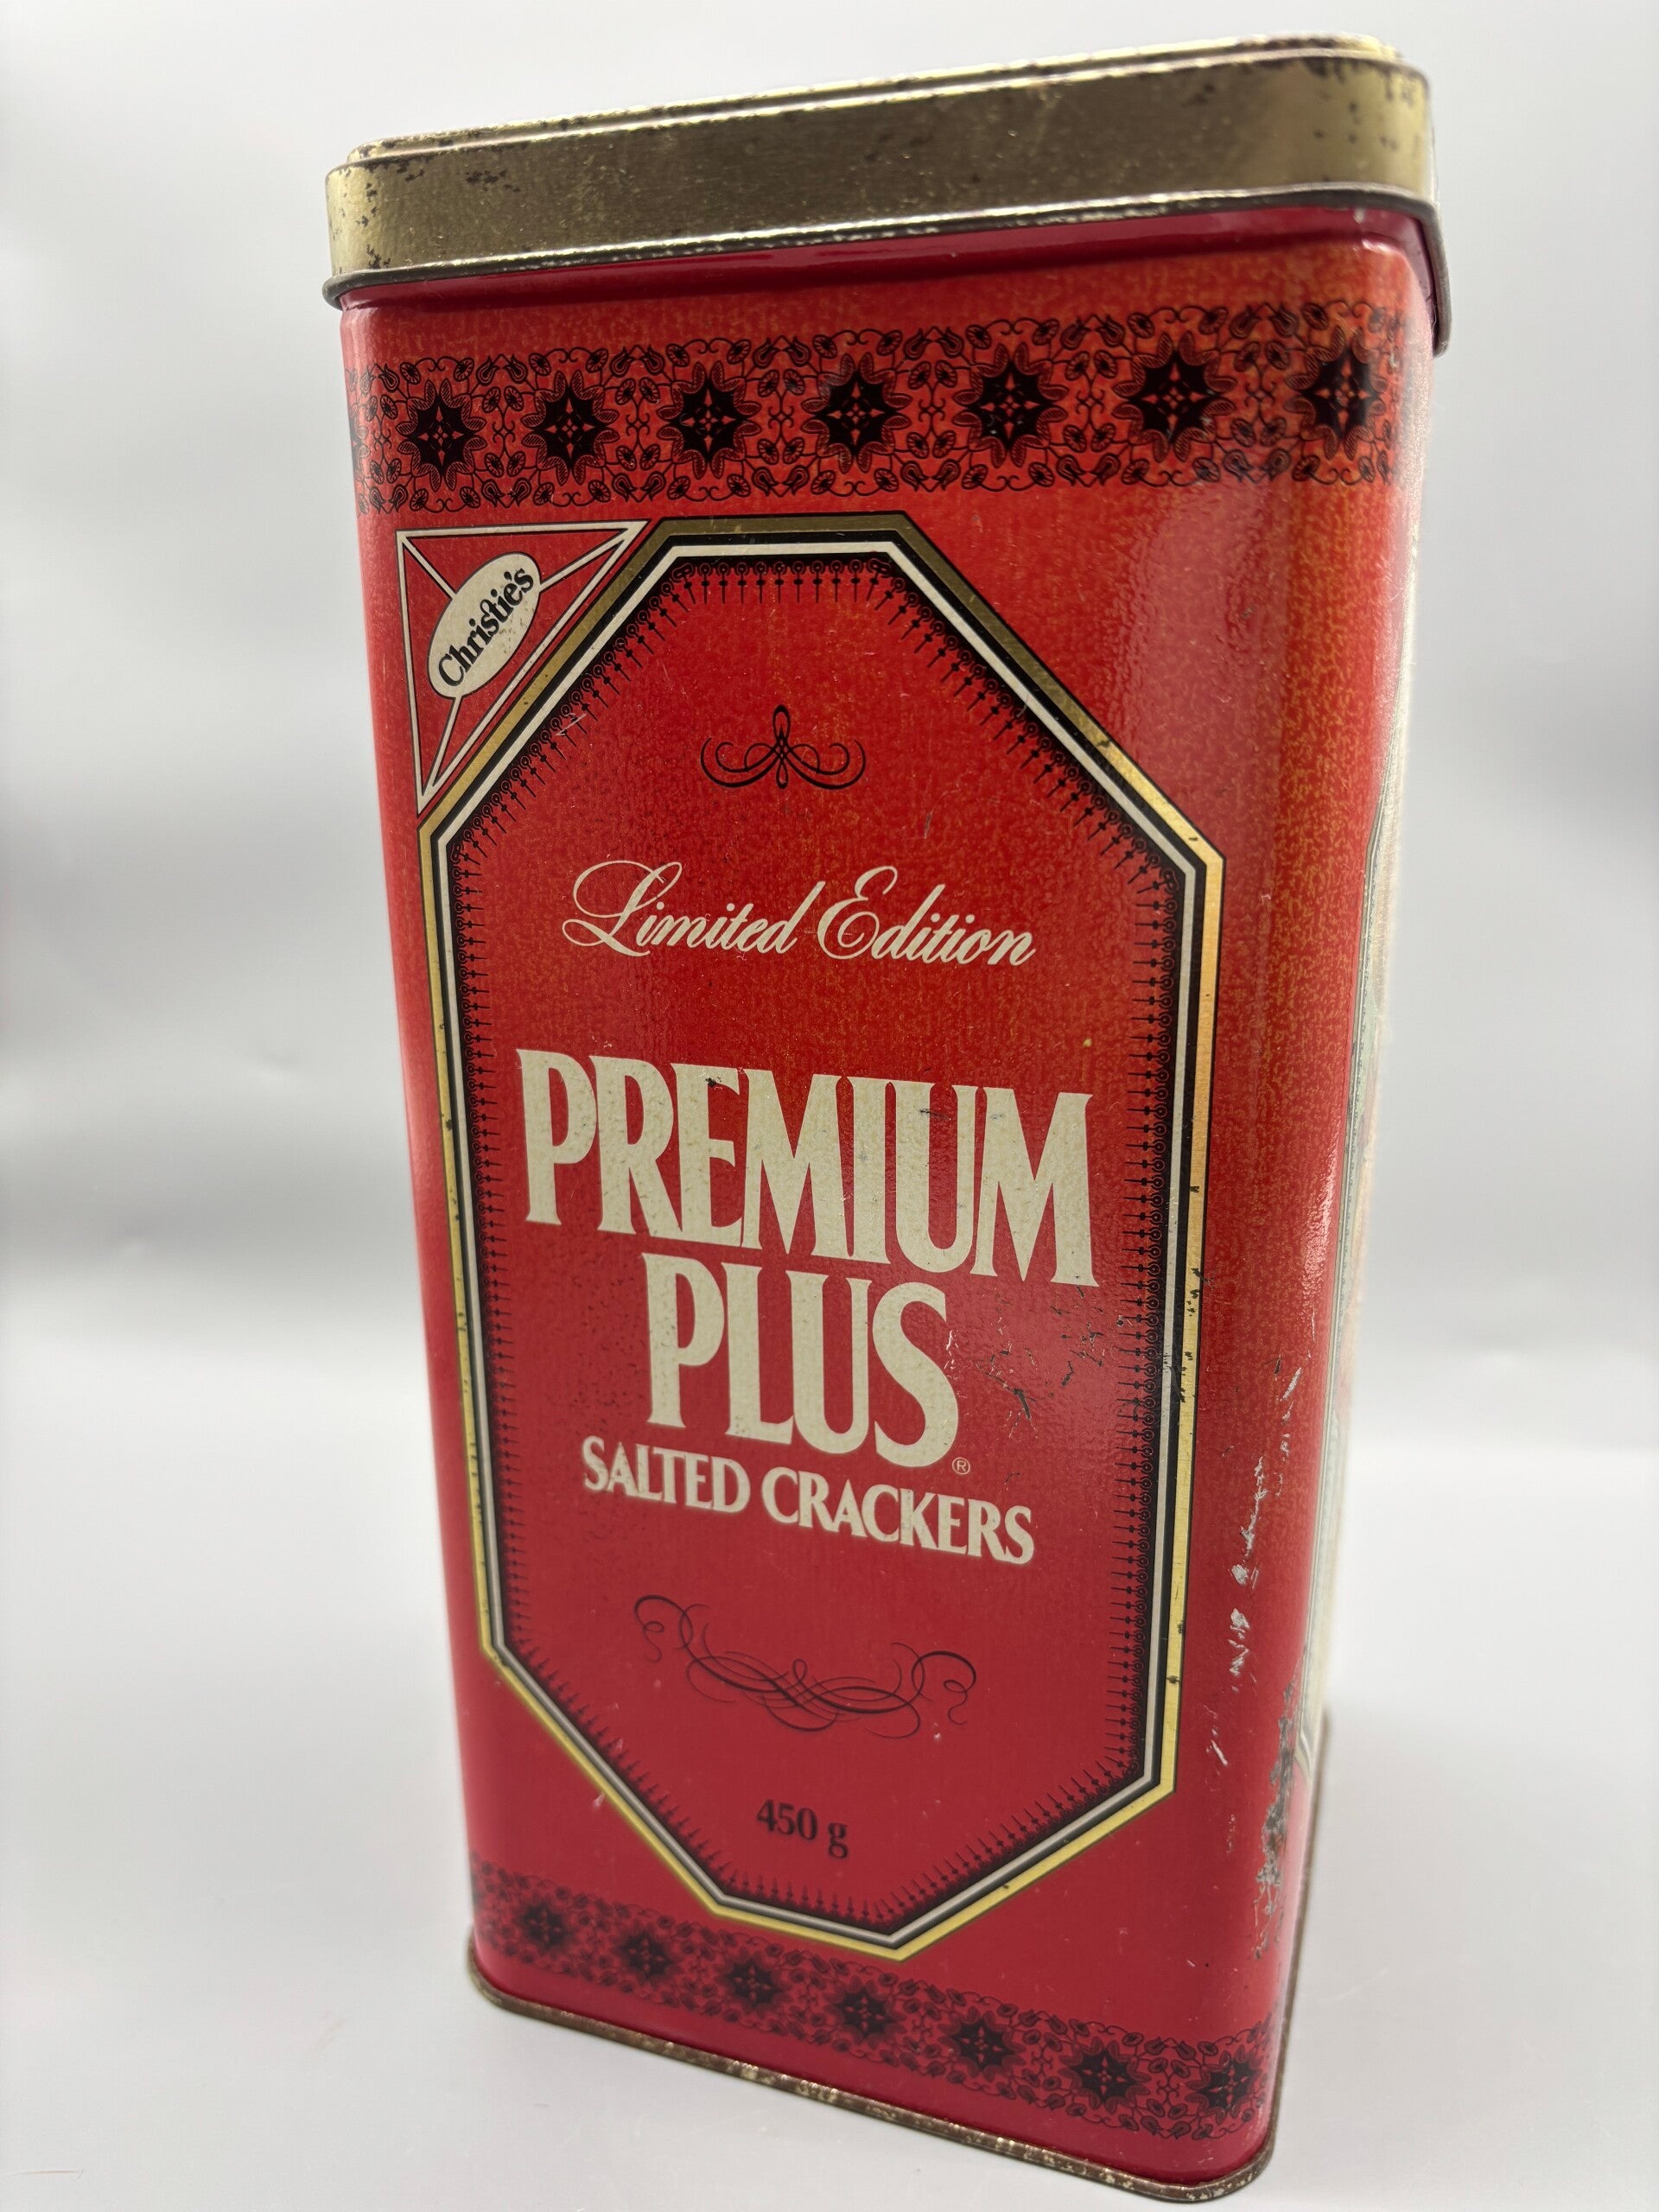 Christie's
Limited Edition
PREMIUM
PLUS®
SALTED CRACKERS
450 g